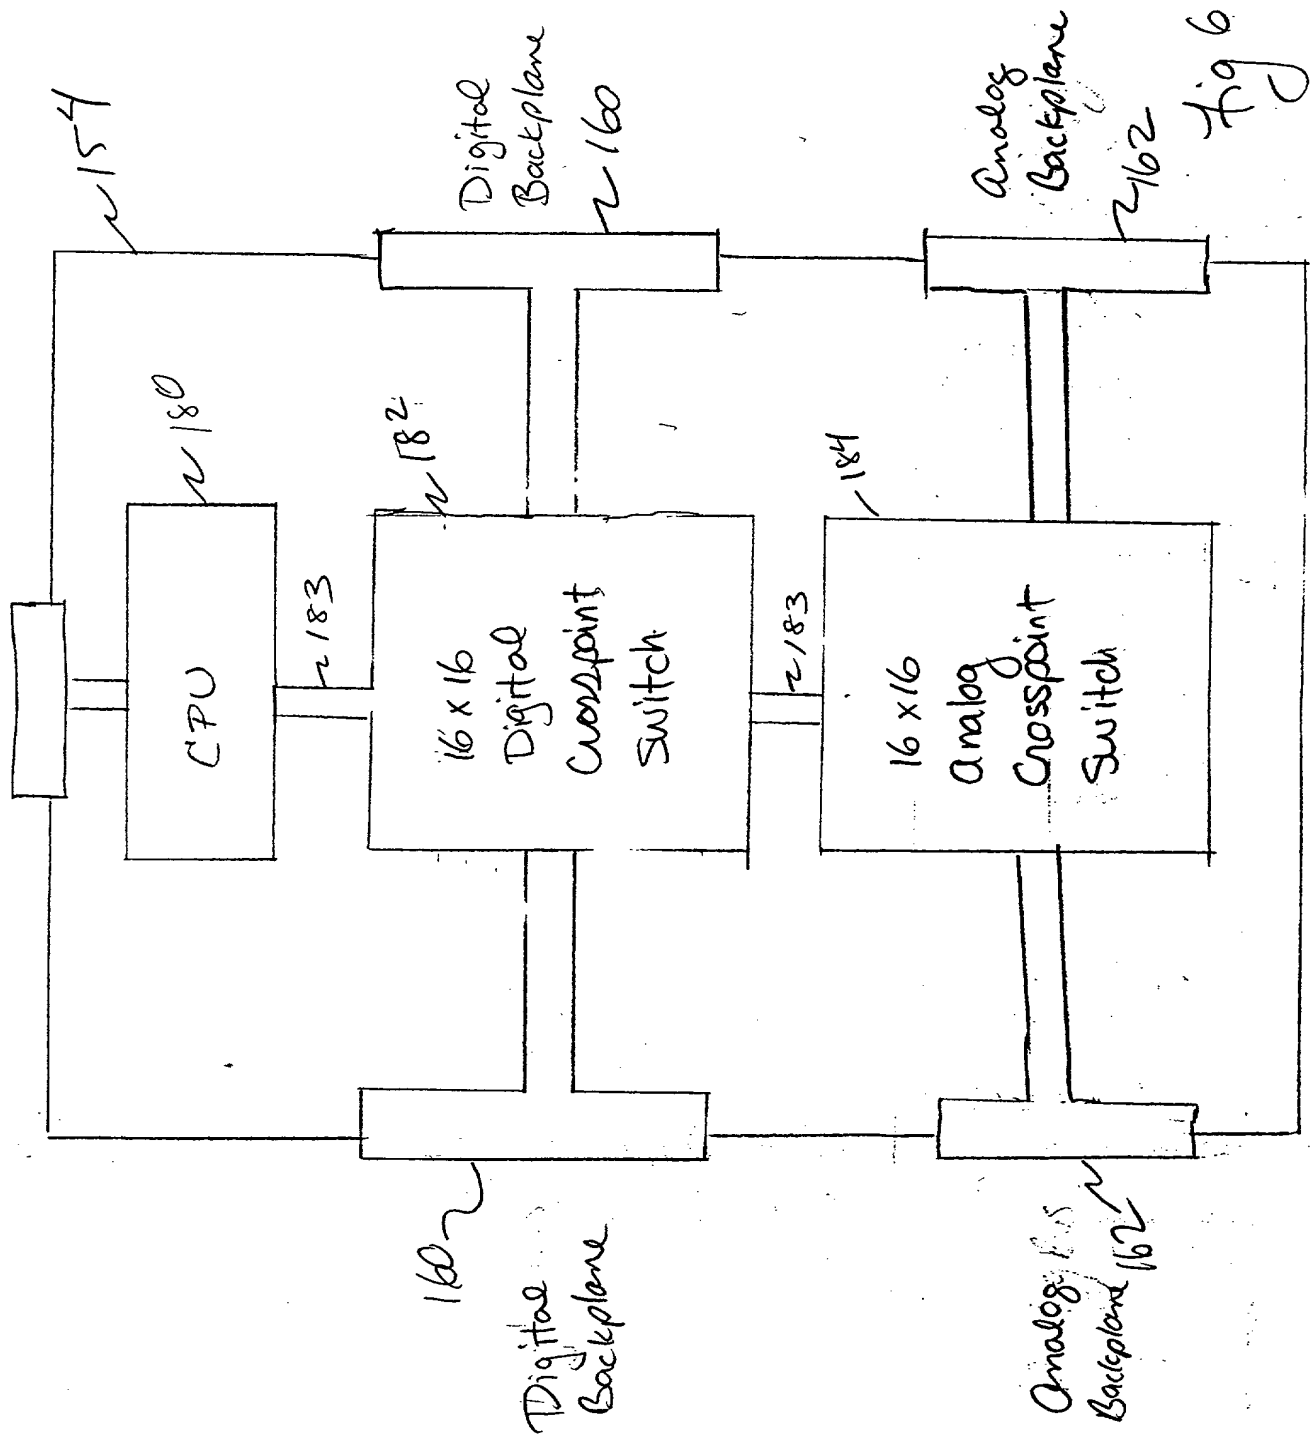 154
CPU
180
183
182
16 x 16
Digital
Crosspoint
Switch
160
Digital
Backplane
Digital
Backplane
160
183
184
16 x 16
Analog
Crosspoint
Switch
Analog
Backplane
162
Analog
Backplane
162
Fig 6